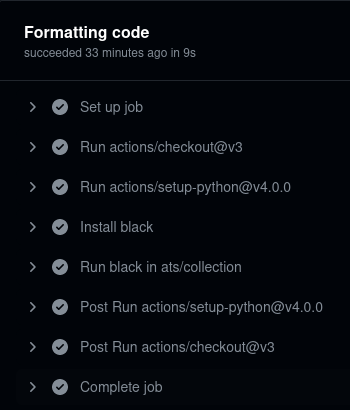 Formatting code
succeeded 33 minutes ago in 9s
Set up job
Run actions/checkout@v3
Run actions/setup-python@v4.0.0
Install black
Run black in ats/collection
Post Run actions/setup-python@v4.0.0
Post Run actions/checkout@v3
Complete job